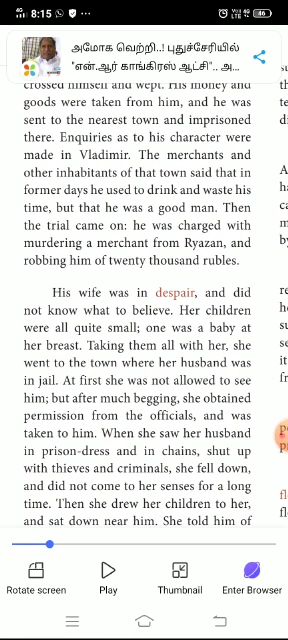 4G 8:15
Vo) 4G
LTE 46
அமோக வெற்றி..! புதுச்சேரியில்
"என்.ஆர் காங்கிரஸ் ஆட்சி".. அ...
crossed himself and wept. His money and
goods were taken from him, and he was
sent to the nearest town and imprisoned
there. Enquiries as to his character were
made in Vladimir. The merchants and
other inhabitants of that town said that in
former days he used to drink and waste his
time, but that he was a good man. Then
the trial came on: he was charged with
murdering a merchant from Ryazan, and
robbing him of twenty thousand rubles.
His wife was in despair, and did
not know what to believe. Her children
were all quite small; one was a baby at
her breast. Taking them all with her, she
went to the town where her husband was
in jail. At first she was not allowed to see
him; but after much begging, she obtained
permission from the officials, and was
taken to him. When she saw her husband
in prison-dress and in chains, shut up
with thieves and criminals, she fell down,
and did not come to her senses for a long
time. Then she drew her children to her,
and sat down near him. She told him of
Rotate screen Play Thumbnail Enter Browser